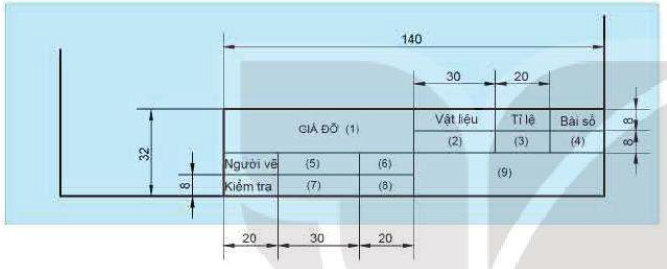 140
30 20
Vật liệu Tỉ lệ Bài số 8
GIÁ ĐỠ (1)
(2) (3) (4) 8
32
Người vẽ (5) (6) (9)
8 Kiểm tra (7) (8)
20 30 20